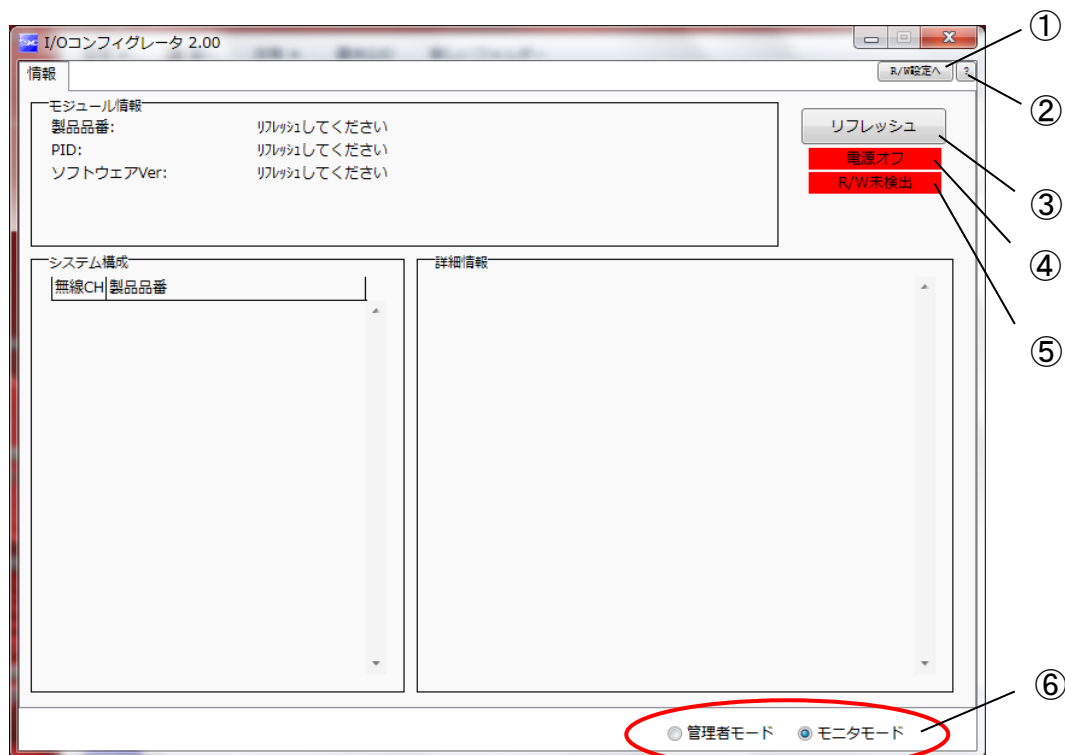 I/Oコンフィグレータ 2.00
①
情報
R/W設定へ ?
②
モジュール情報
製品品番: ﾘﾌﾚｯｼｭしてください
PID: ﾘﾌﾚｯｼｭしてください
ソフトウェアVer: ﾘﾌﾚｯｼｭしてください
リフレッシュ
電源オフ
R/W未検出
③
④
⑤
システム構成
無線CH 製品品番
詳細情報
⑥
管理者モード モニタモード